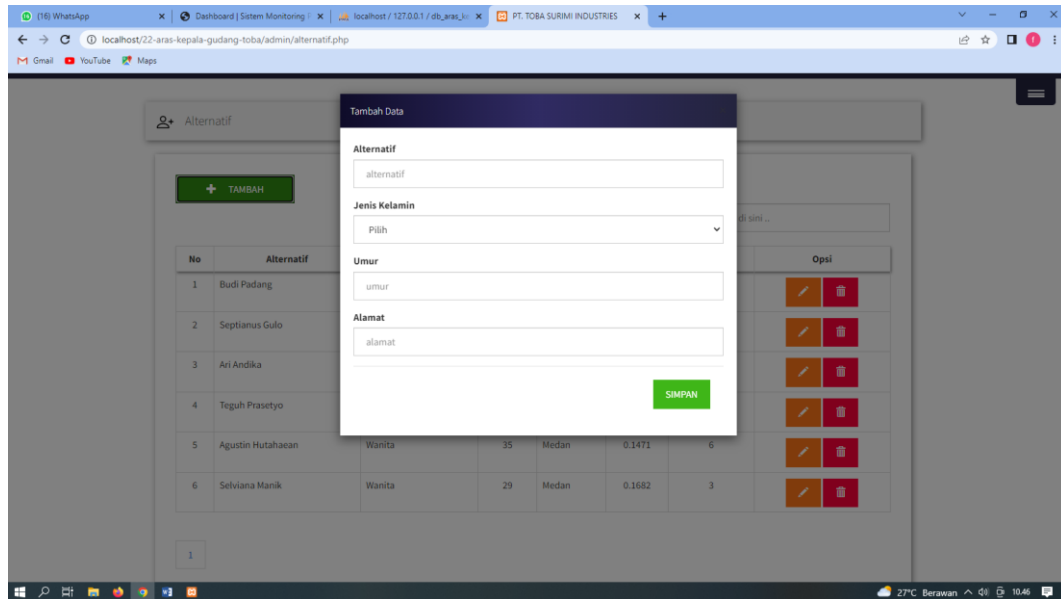 (16) WhatsApp
Dashboard | Sistem Monitoring
localhost / 127.0.0.1 / db_aras_k
PT. TOBA SURIMI INDUSTRIES
localhost/22-aras-kepala-gudang-toba/admin/alternatif.php
Gmail YouTube Maps
Alternatif
TAMBAH
di sini ..
Tambah Data
Alternatif
alternatif
Jenis Kelamin
Pilih
Umur
umur
Alamat
alamat
SIMPAN
No Alternatif Opsi
1 Budi Padang
2 Septianus Gulo
3 Ari Andika
4 Teguh Prasetyo
5 Agustin Hutahaean Wanita 35 Medan 0.1471 6
6 Selviana Manik Wanita 29 Medan 0.1682 3
1
27°C Berawan 10.46